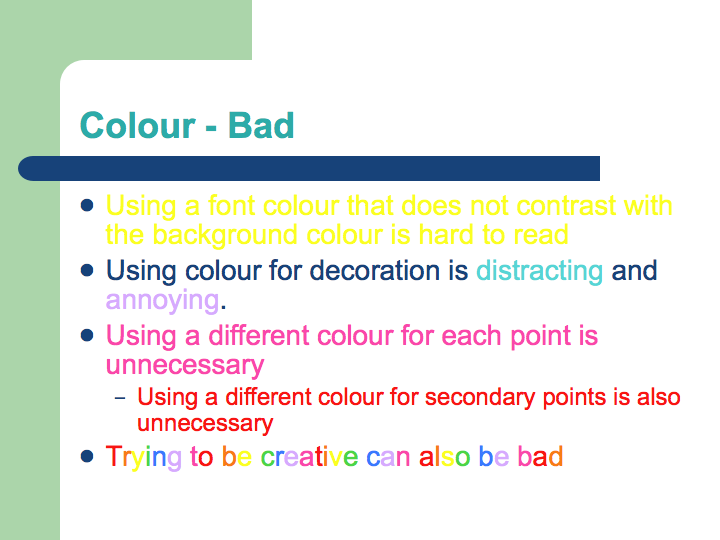 Colour - Bad
● Using a font colour that does not contrast with
the background colour is hard to read
● Using colour for decoration is distracting and
annoying.
● Using a different colour for each point is
unnecessary
– Using a different colour for secondary points is also
unnecessary
● Trying to be creative can also be bad